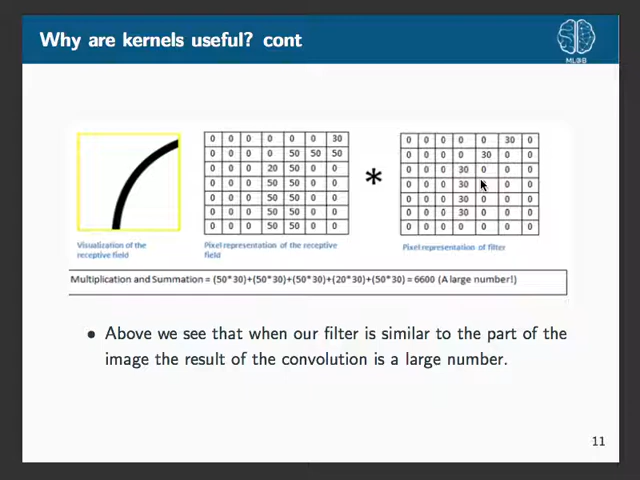 Why are kernels useful? cont
ML@B
0 0 0 0 0 0 30
0 0 0 0 50 50 50
0 0 0 20 50 0 0
0 0 0 50 50 0 0
0 0 0 50 50 0 0
0 0 0 50 50 0 0
0 0 0 50 50 0 0
*
0 0 0 0 0 30 0
0 0 0 0 30 0 0
0 0 0 30 0 0 0
0 0 0 30 0 0 0
0 0 0 30 0 0 0
0 0 0 30 0 0 0
0 0 0 0 0 0 0
Visualization of the
receptive field
Pixel representation of the receptive
field
Pixel representation of filter
Multiplication and Summation = (50*30)+(50*30)+(50*30)+(20*30)+(50*30) = 6600 (A large number!)
• Above we see that when our filter is similar to the part of the
image the result of the convolution is a large number.
11